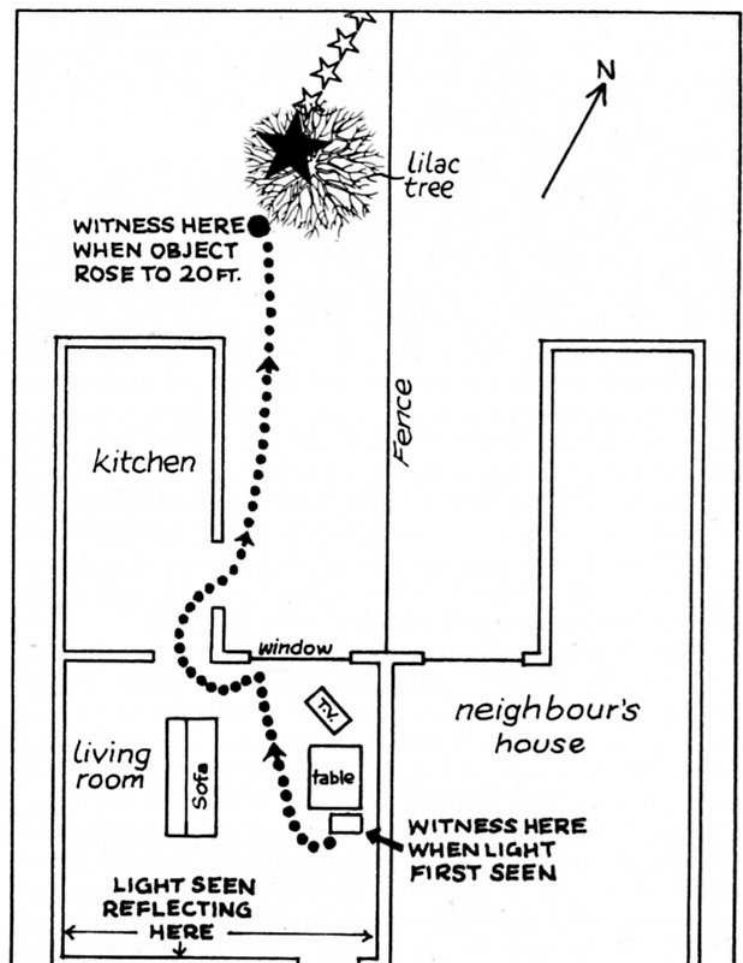 N
lilac
tree
WITNESS HERE
WHEN OBJECT
ROSE TO 20 FT.
Fence
kitchen
window
T.V.
neighbour's
house
living
room
Sofa
table
WITNESS HERE
WHEN LIGHT
FIRST SEEN
LIGHT SEEN
REFLECTING
HERE